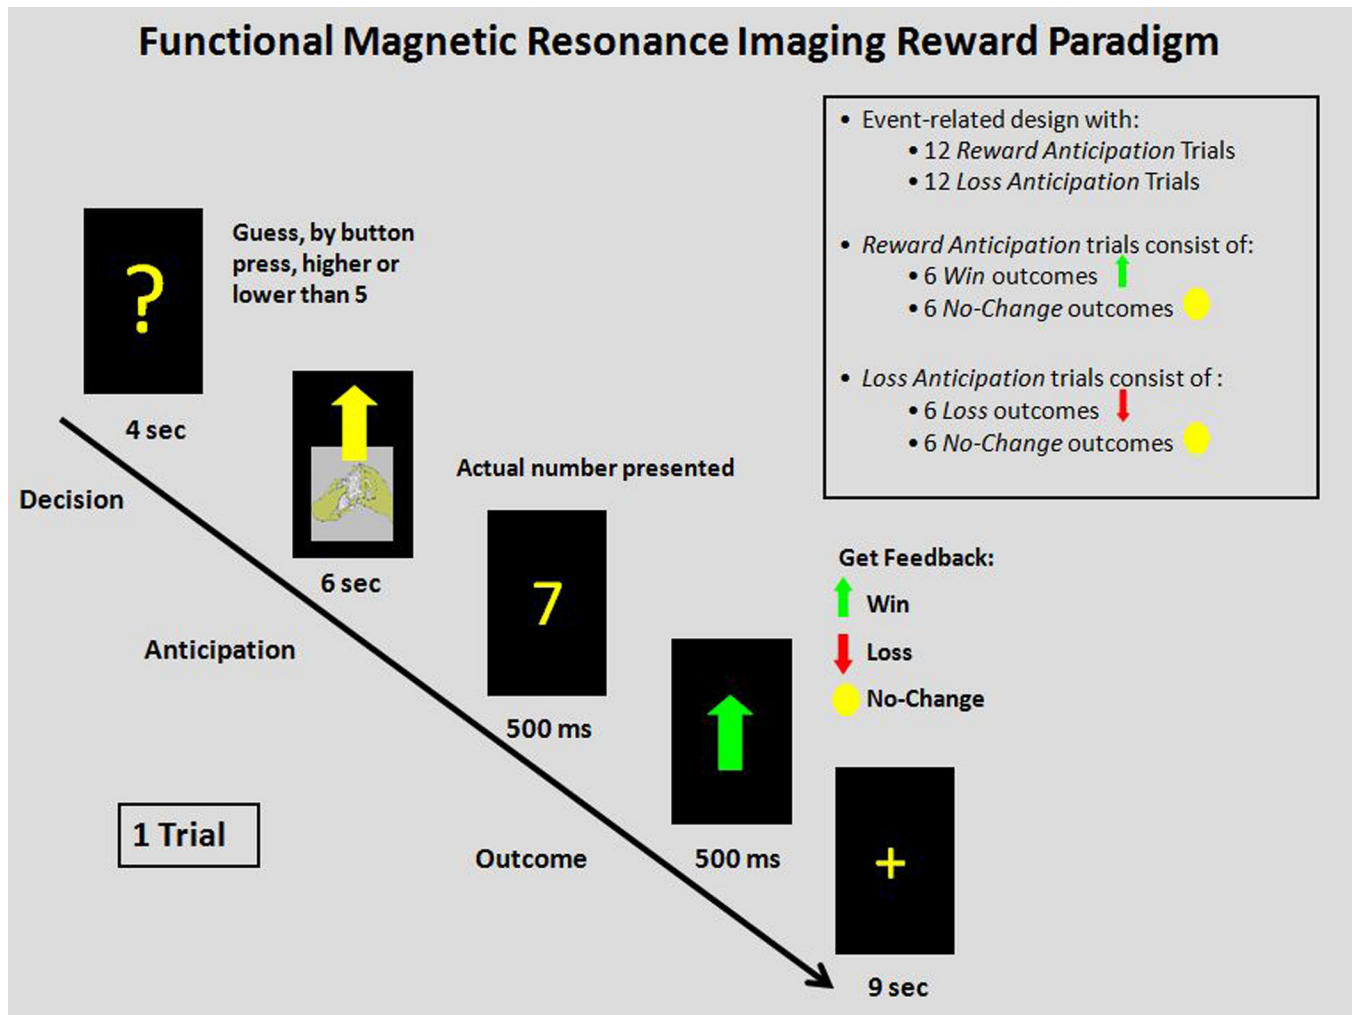 Functional Magnetic Resonance Imaging Reward Paradigm
• Event-related design with:
• 12 Reward Anticipation Trials
• 12 Loss Anticipation Trials
• Reward Anticipation trials consist of:
• 6 Win outcomes
• 6 No-Change outcomes
• Loss Anticipation trials consist of :
• 6 Loss outcomes
• 6 No-Change outcomes
?
Guess, by button
press, higher or
lower than 5
4 sec
Decision
6 sec
Anticipation
Actual number presented
7
500 ms
Get Feedback:
Win
Loss
No-Change
500 ms
Outcome
+
9 sec
1 Trial